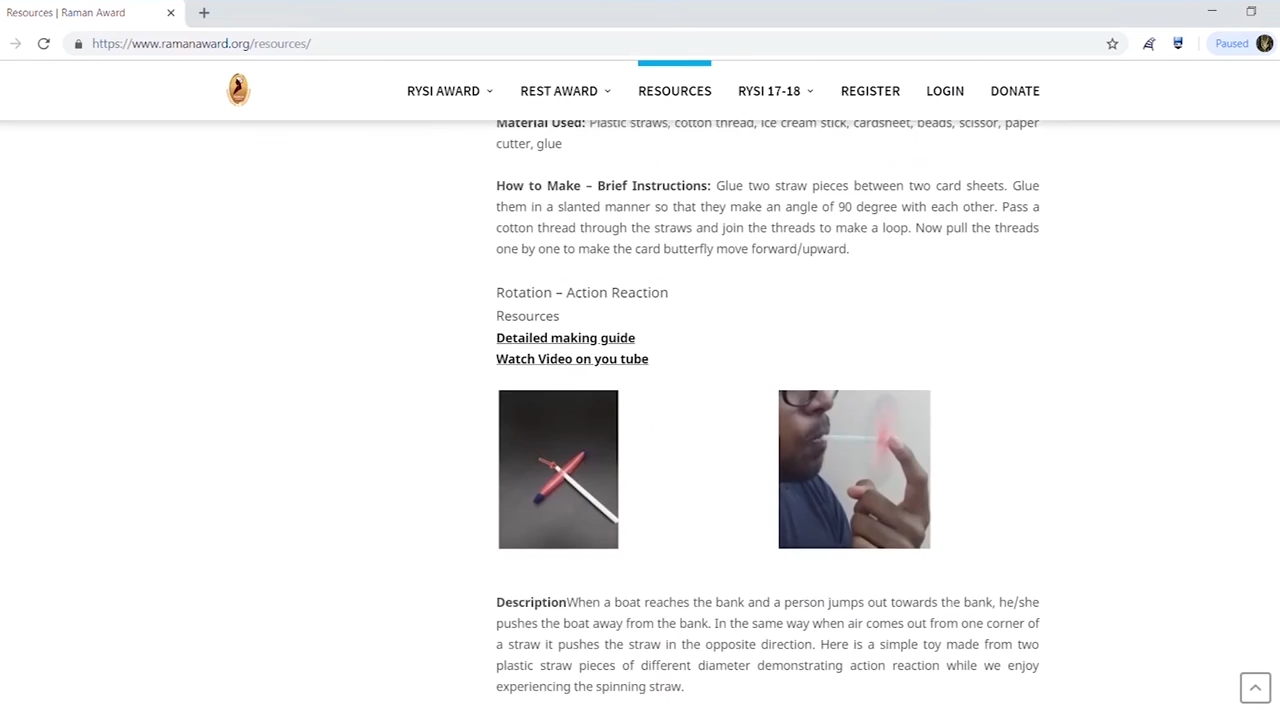 Resources | Raman Award
https://www.ramanaward.org/resources/
Paused
RYSI AWARD
REST AWARD
RESOURCES
RYSI 17-18
REGISTER
LOGIN
DONATE
Material Used: Plastic straws, cotton thread, ice cream stick, cardsheet, beads, scissor, paper
cutter, glue
How to Make – Brief Instructions: Glue two straw pieces between two card sheets. Glue
them in a slanted manner so that they make an angle of 90 degree with each other. Pass a
cotton thread through the straws and join the threads to make a loop. Now pull the threads
one by one to make the card butterfly move forward/upward.
Rotation – Action Reaction
Resources
Detailed making guide
Watch Video on you tube
DescriptionWhen a boat reaches the bank and a person jumps out towards the bank, he/she
pushes the boat away from the bank. In the same way when air comes out from one corner of
a straw it pushes the straw in the opposite direction. Here is a simple toy made from two
plastic straw pieces of different diameter demonstrating action reaction while we enjoy
experiencing the spinning straw.